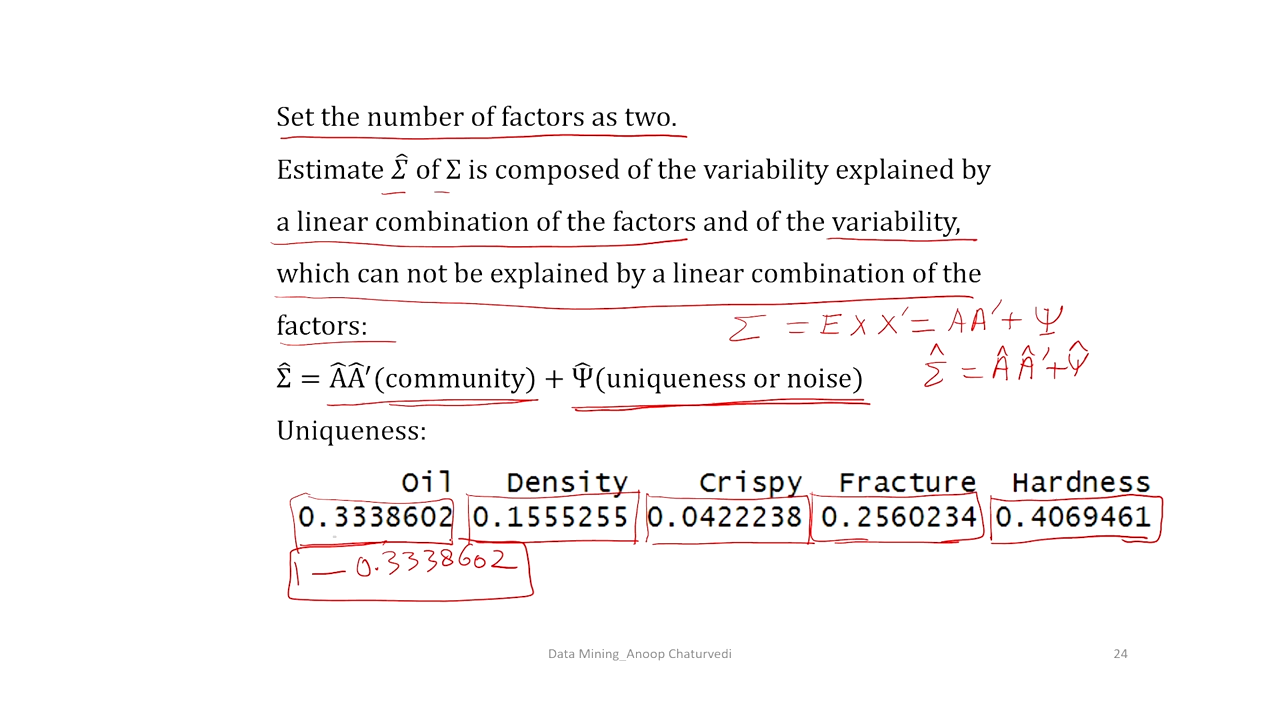 Set the number of factors as two.
Estimate Σ̂ of Σ is composed of the variability explained by
a linear combination of the factors and of the variability,
which can not be explained by a linear combination of the
factors:
Σ = E X X′ = A A′ + Ψ
Σ̂ = Â Â′ + Ψ̂
Σ̂ = ÂÂ′(community) + Ψ̂(uniqueness or noise)
Uniqueness:
Oil Density Crispy Fracture Hardness
0.3338602 0.1555255 0.0422238 0.2560234 0.4069461
1 — 0.3338602
Data Mining_Anoop Chaturvedi 24